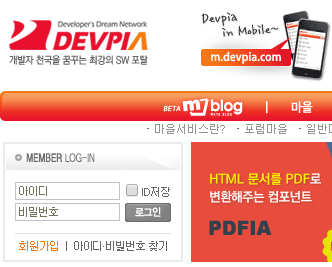 Developer's Dream Network
DEVPIA
개발자 천국을 꿈꾸는 최강의 SW 포탈
Devpia
in Mobile~
m.devpia.com
BETA m7blog META BLOG | 마을
· 마을서비스란? · 포럼마을 · 일반
MEMBER LOG-IN
아이디 ID저장
비밀번호 로그인
회원가입 | 아이디·비밀번호 찾기
HTML 문서를 PDF로
변환해주는 컴포넌트
PDFIA